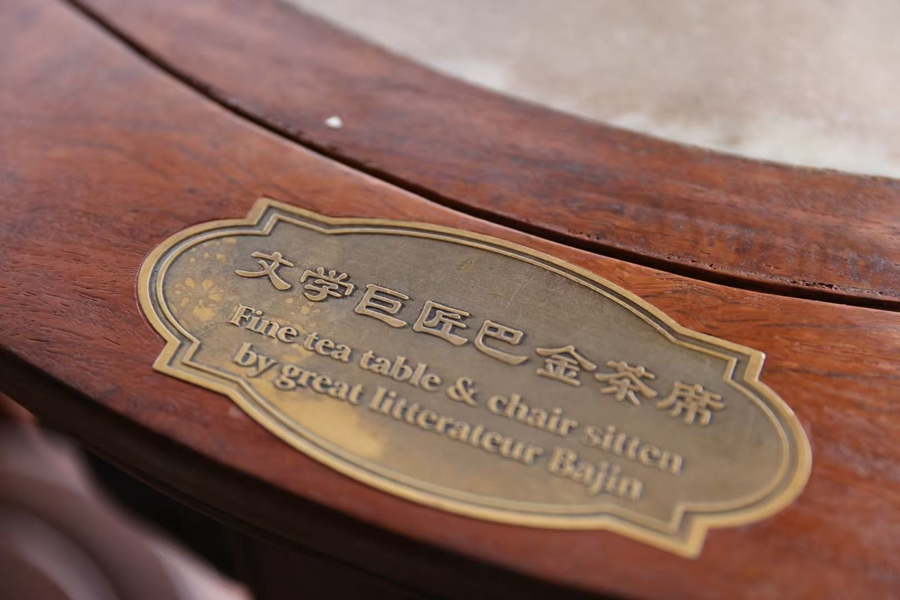 文学巨匠巴金茶席
Fine tea table & chair sitten
by great litterateur Bajin